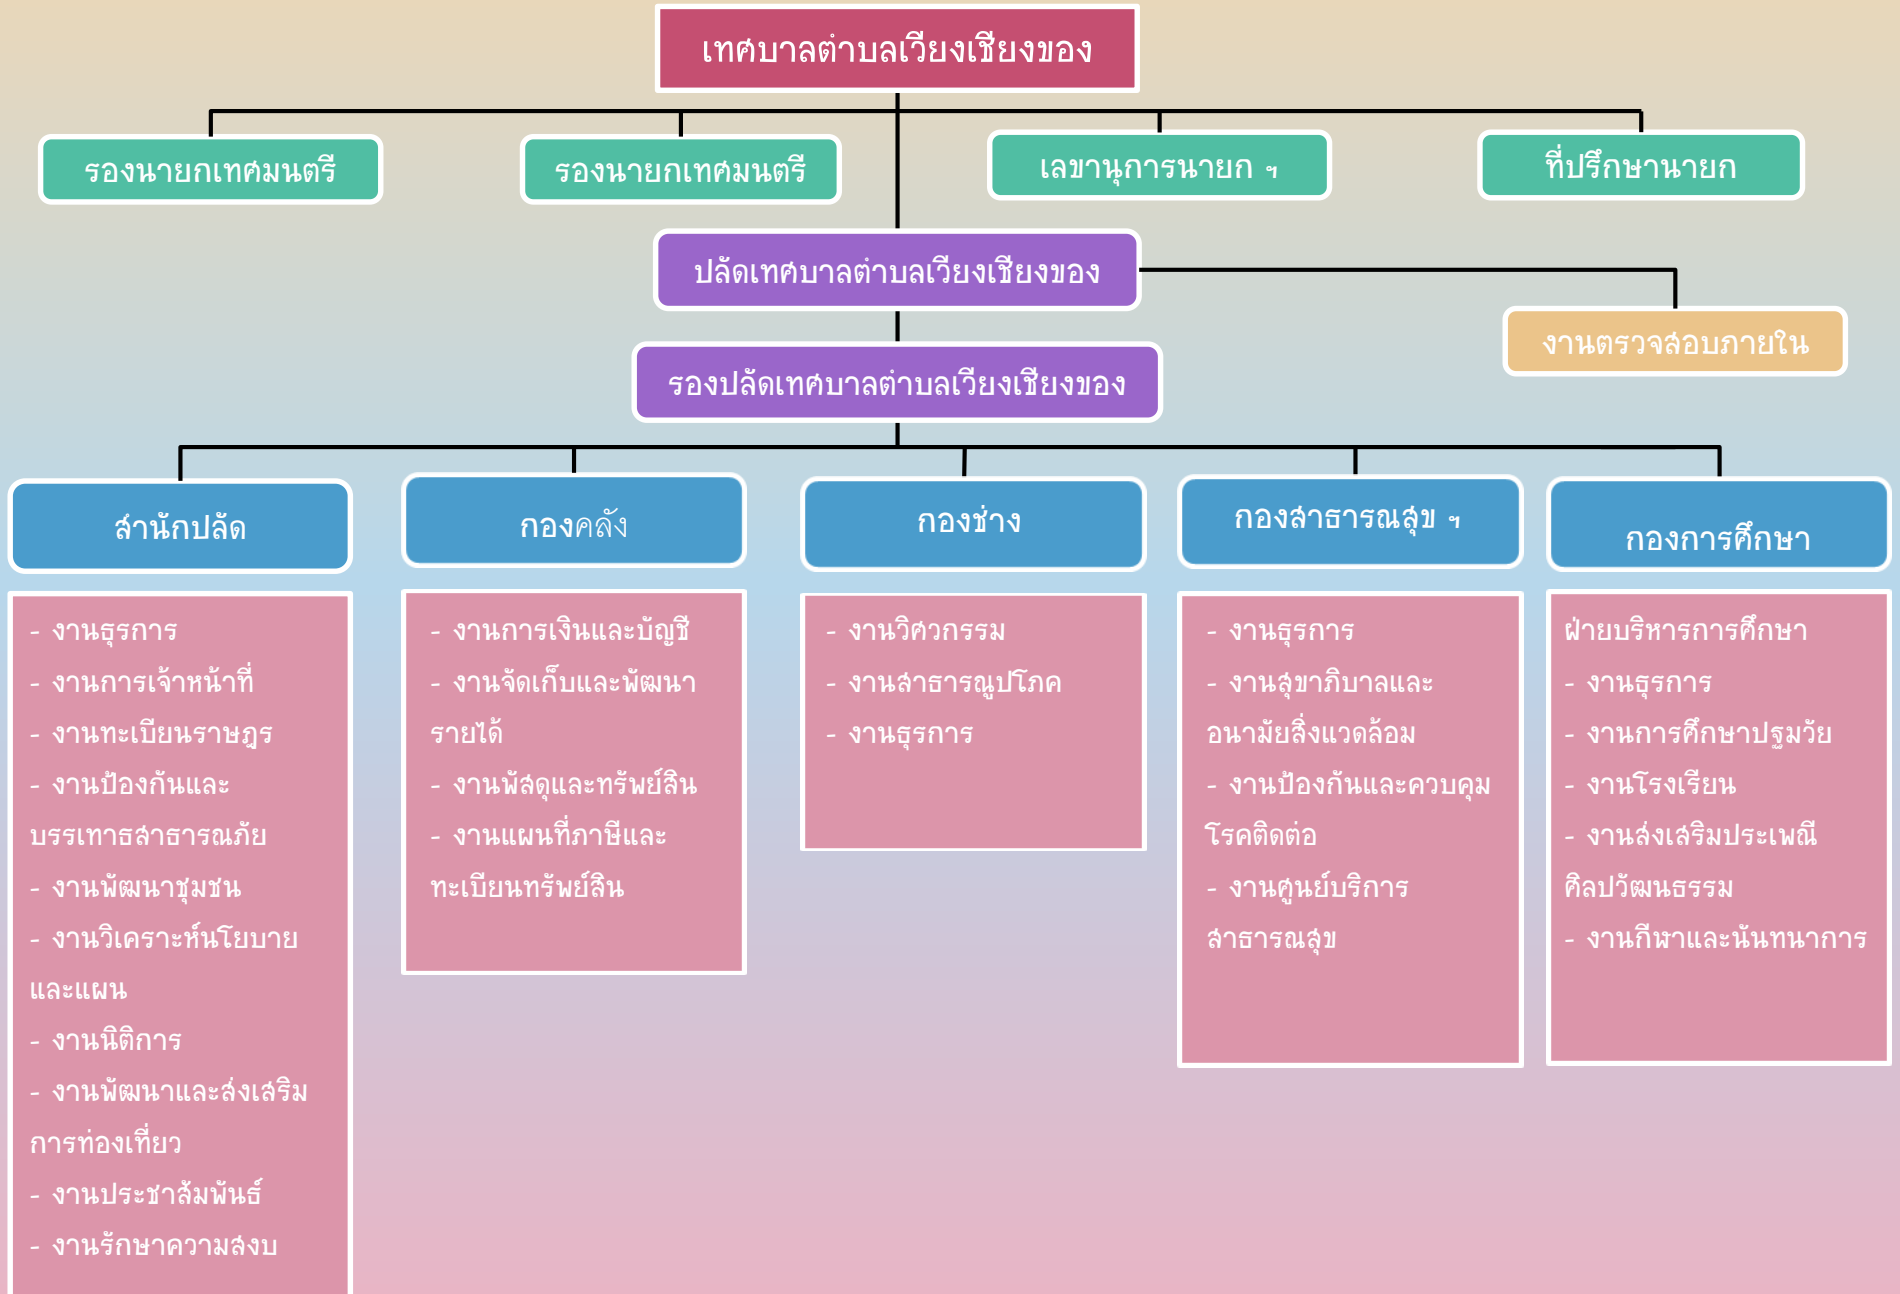 เทศบาลตำบลเวียงเชียงของ
รองนายกเทศมนตรี
รองนายกเทศมนตรี
เลขานุการนายก ฯ
ที่ปรึกษานายก
ปลัดเทศบาลตำบลเวียงเชียงของ
งานตรวจสอบภายใน
รองปลัดเทศบาลตำบลเวียงเชียงของ
สำนักปลัด
กองคลัง
กองช่าง
กองสาธารณสุข ฯ
กองการศึกษา
- งานธุรการ
- งานการเจ้าหน้าที่
- งานทะเบียนราษฎร
- งานป้องกันและ
บรรเทาธสาธารณภัย
- งานพัฒนาชุมชน
- งานวิเคราะห์นโยบาย
และแผน
- งานนิติการ
- งานพัฒนาและส่งเสริม
การท่องเที่ยว
- งานประชาสัมพันธ์
- งานรักษาความสงบ
- งานการเงินและบัญชี
- งานจัดเก็บและพัฒนา
รายได้
- งานพัสดุและทรัพย์สิน
- งานแผนที่ภาษีและ
ทะเบียนทรัพย์สิน
- งานวิศวกรรม
- งานสาธารณูปโภค
- งานธุรการ
- งานธุรการ
- งานสุขาภิบาลและ
อนามัยสิ่งแวดล้อม
- งานป้องกันและควบคุม
โรคติดต่อ
- งานศูนย์บริการ
สาธารณสุข
ฝ่ายบริหารการศึกษา
- งานธุรการ
- งานการศึกษาปฐมวัย
- งานโรงเรียน
- งานส่งเสริมประเพณี
ศิลปวัฒนธรรม
- งานกีฬาและนันทนาการ